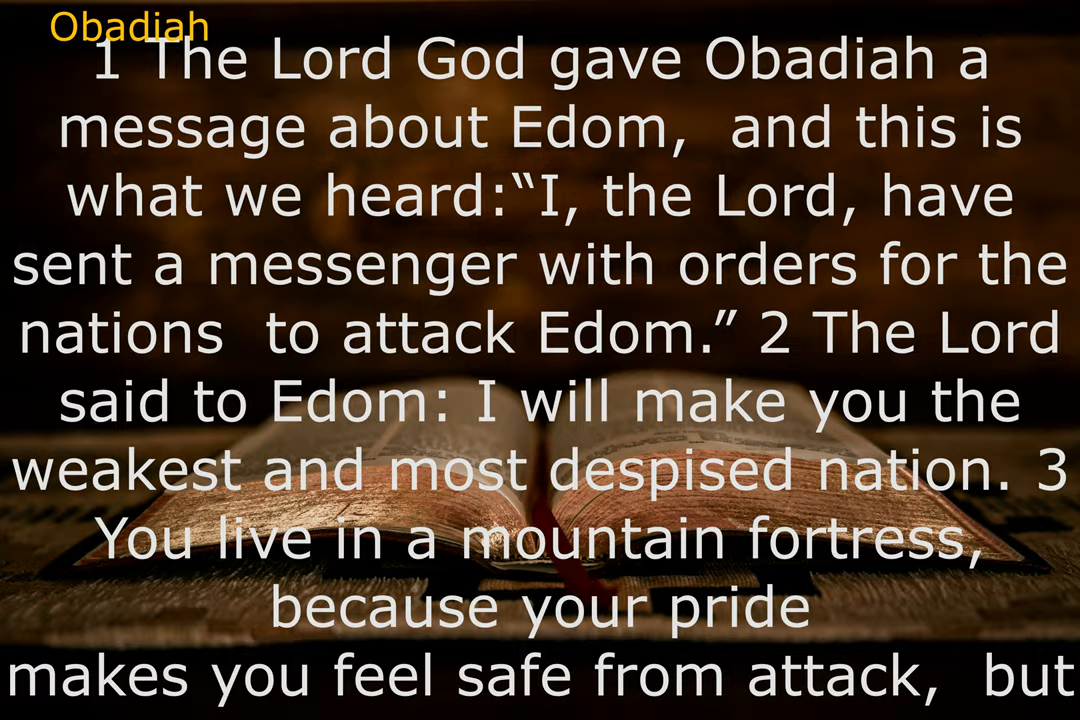 Obadiah
1 The Lord God gave Obadiah a
message about Edom,  and this is
what we heard:“I, the Lord, have
sent a messenger with orders for the
nations  to attack Edom.” 2 The Lord
said to Edom: I will make you the
weakest and most despised nation. 3
You live in a mountain fortress,
because your pride
makes you feel safe from attack,  but